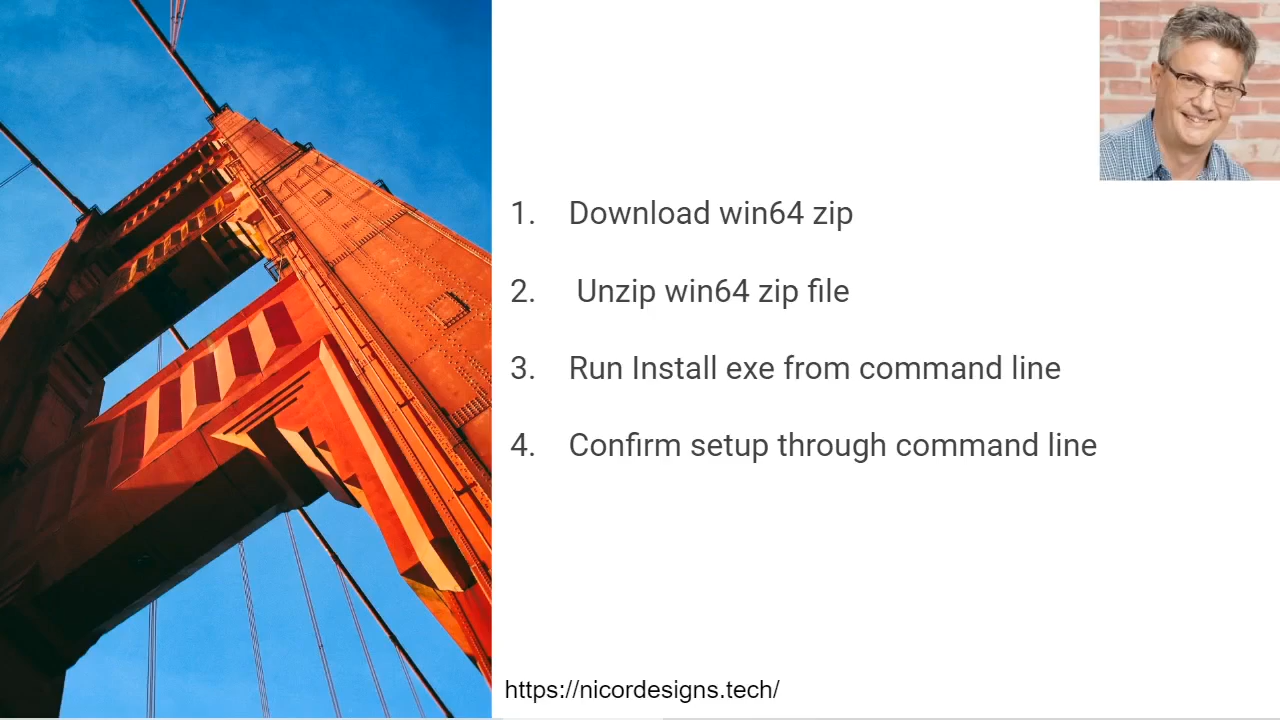 1. Download win64 zip
2. Unzip win64 zip file
3. Run Install exe from command line
4. Confirm setup through command line
https://nicordesigns.tech/